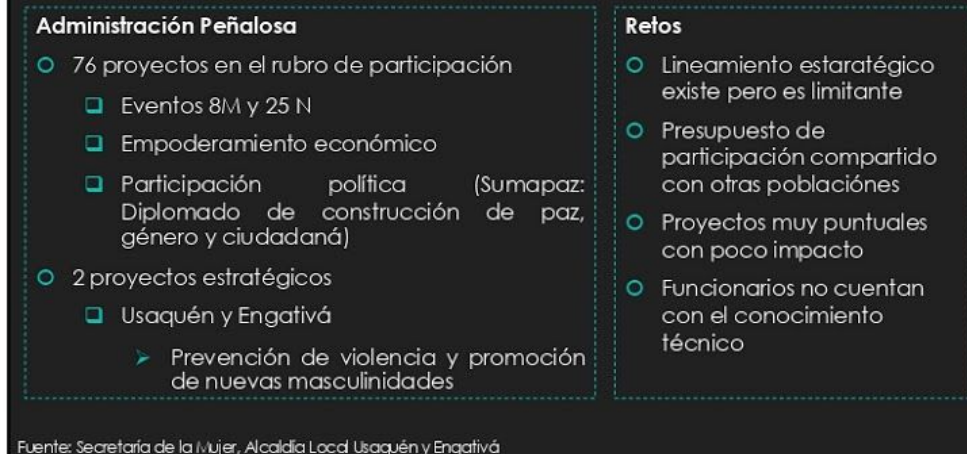 Administración Peñalosa
76 proyectos en el rubro de participación
Eventos 8M y 25 N
Empoderamiento económico
Participación política (Sumapaz:
Diplomado de construcción de paz,
género y ciudadaná)
2 proyectos estratégicos
Usaquén y Engativá
Prevención de violencia y promoción
de nuevas masculinidades
Retos
Lineamiento estaratégico
existe pero es limitante
Presupuesto de
participación compartido
con otras poblaciónes
Proyectos muy puntuales
con poco impacto
Funcionarios no cuentan
con el conocimiento
técnico
Fuente: Secretaría de la Mujer, Alcaldía Local Usaquén y Engativá